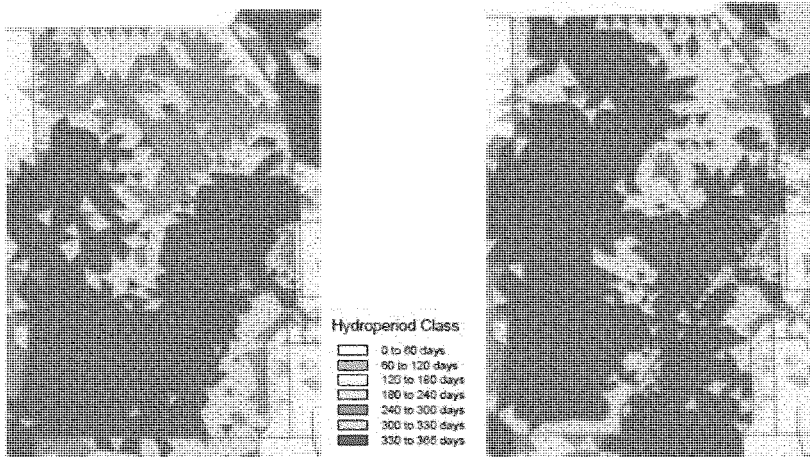 Hydroperiod Class
0 to 60 days
60 to 120 days
120 to 180 days
180 to 240 days
240 to 300 days
300 to 330 days
330 to 365 days